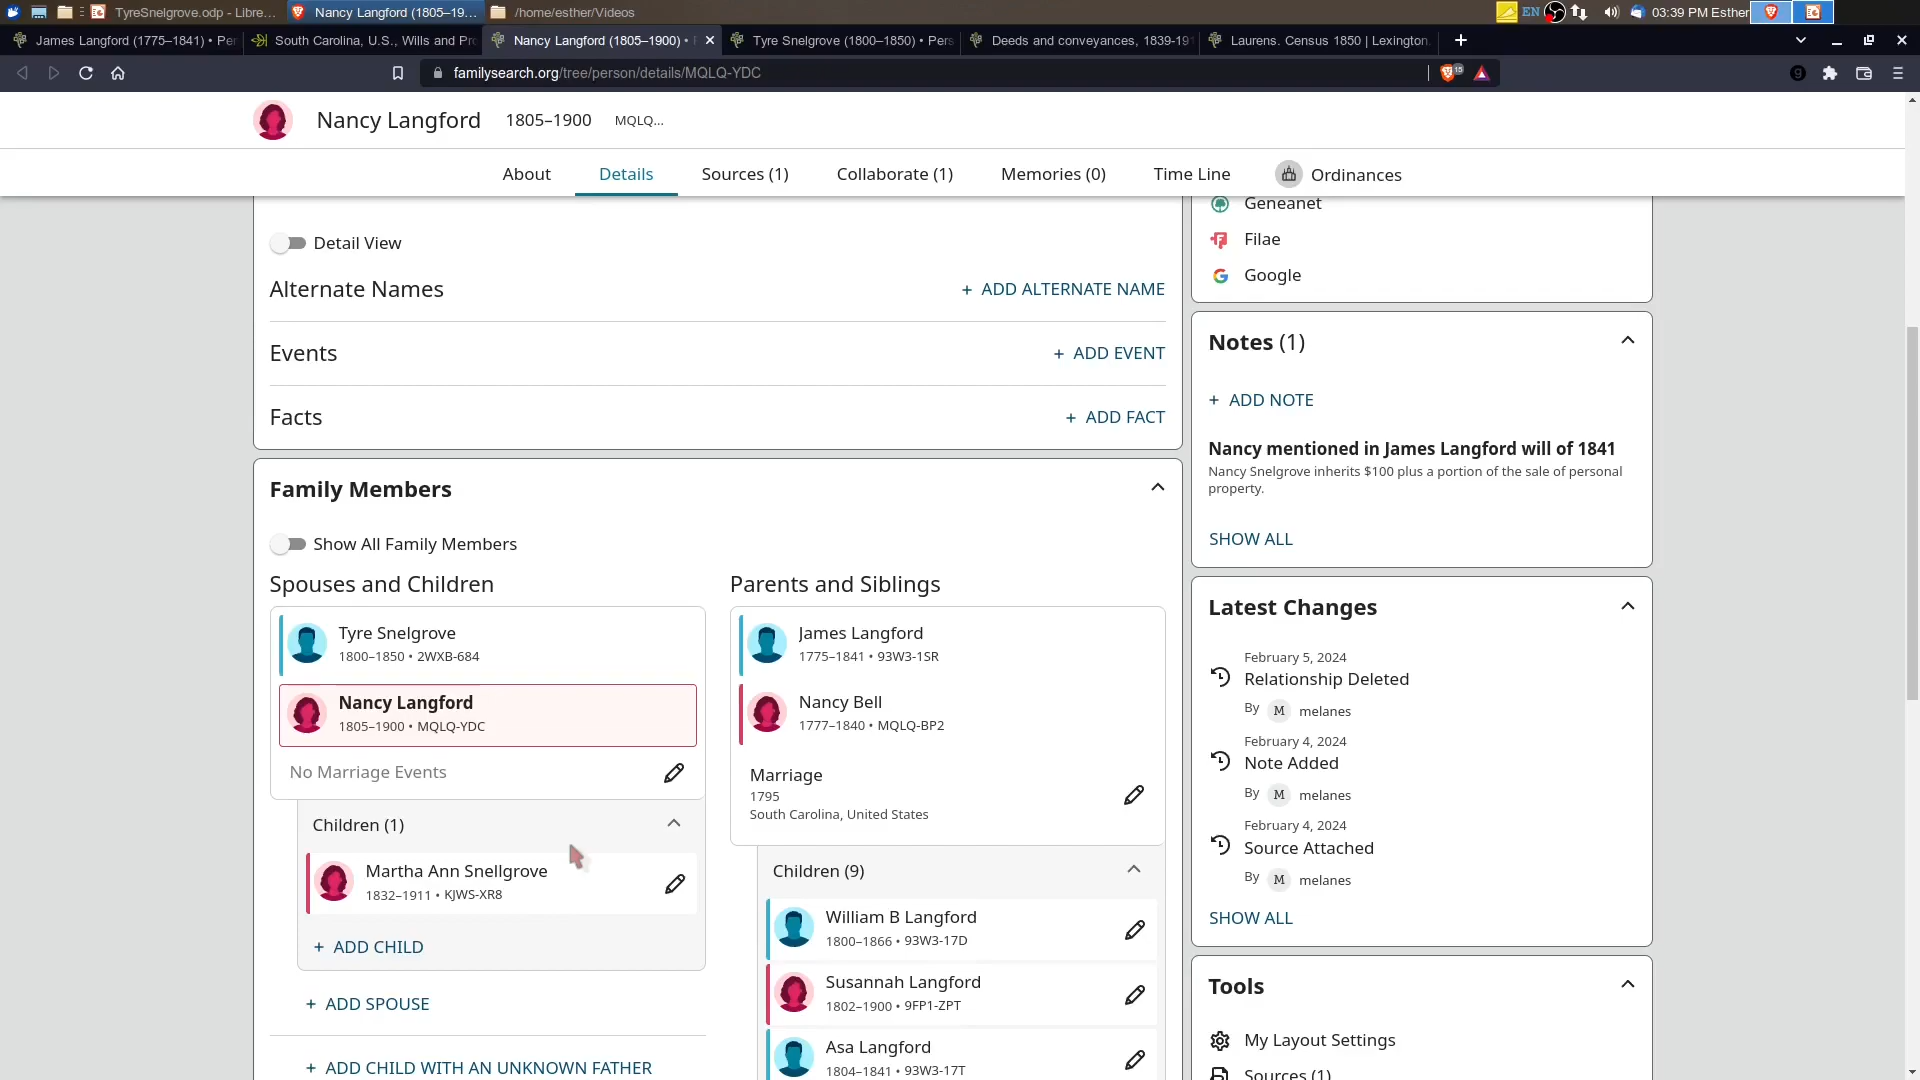 TyreSnelgrove.odp - Libre...
Nancy Langford (1805–19...
/home/esther/Videos
EN
03:39 PM Esther
James Langford (1775–1841) • Per
South Carolina, U.S., Wills and Pro
Nancy Langford (1805–1900) •
Tyre Snelgrove (1800–1850) • Pers
Deeds and conveyances, 1839-191
Laurens. Census 1850 | Lexington,
familysearch.org/tree/person/details/MQLQ-YDC
15
Nancy Langford 1805–1900 MQLQ...
About
Details
Sources (1)
Collaborate (1)
Memories (0)
Time Line
Ordinances
Detail View
Alternate Names
+ ADD ALTERNATE NAME
Events
+ ADD EVENT
Facts
+ ADD FACT
Family Members
Show All Family Members
Spouses and Children
Tyre Snelgrove
1800–1850 • 2WXB-684
Nancy Langford
1805–1900 • MQLQ-YDC
No Marriage Events
Children (1)
Martha Ann Snellgrove
1832–1911 • KJWS-XR8
+ ADD CHILD
+ ADD SPOUSE
+ ADD CHILD WITH AN UNKNOWN FATHER
Parents and Siblings
James Langford
1775–1841 • 93W3-1SR
Nancy Bell
1777–1840 • MQLQ-BP2
Marriage
1795
South Carolina, United States
Children (9)
William B Langford
1800–1866 • 93W3-17D
Susannah Langford
1802–1900 • 9FP1-ZPT
Asa Langford
1804–1841 • 93W3-17T
Geneanet
Filae
Google
Notes (1)
+ ADD NOTE
Nancy mentioned in James Langford will of 1841
Nancy Snelgrove inherits $100 plus a portion of the sale of personal
property.
SHOW ALL
Latest Changes
February 5, 2024
Relationship Deleted
By M melanes
February 4, 2024
Note Added
By M melanes
February 4, 2024
Source Attached
By M melanes
SHOW ALL
Tools
My Layout Settings
Sources (1)